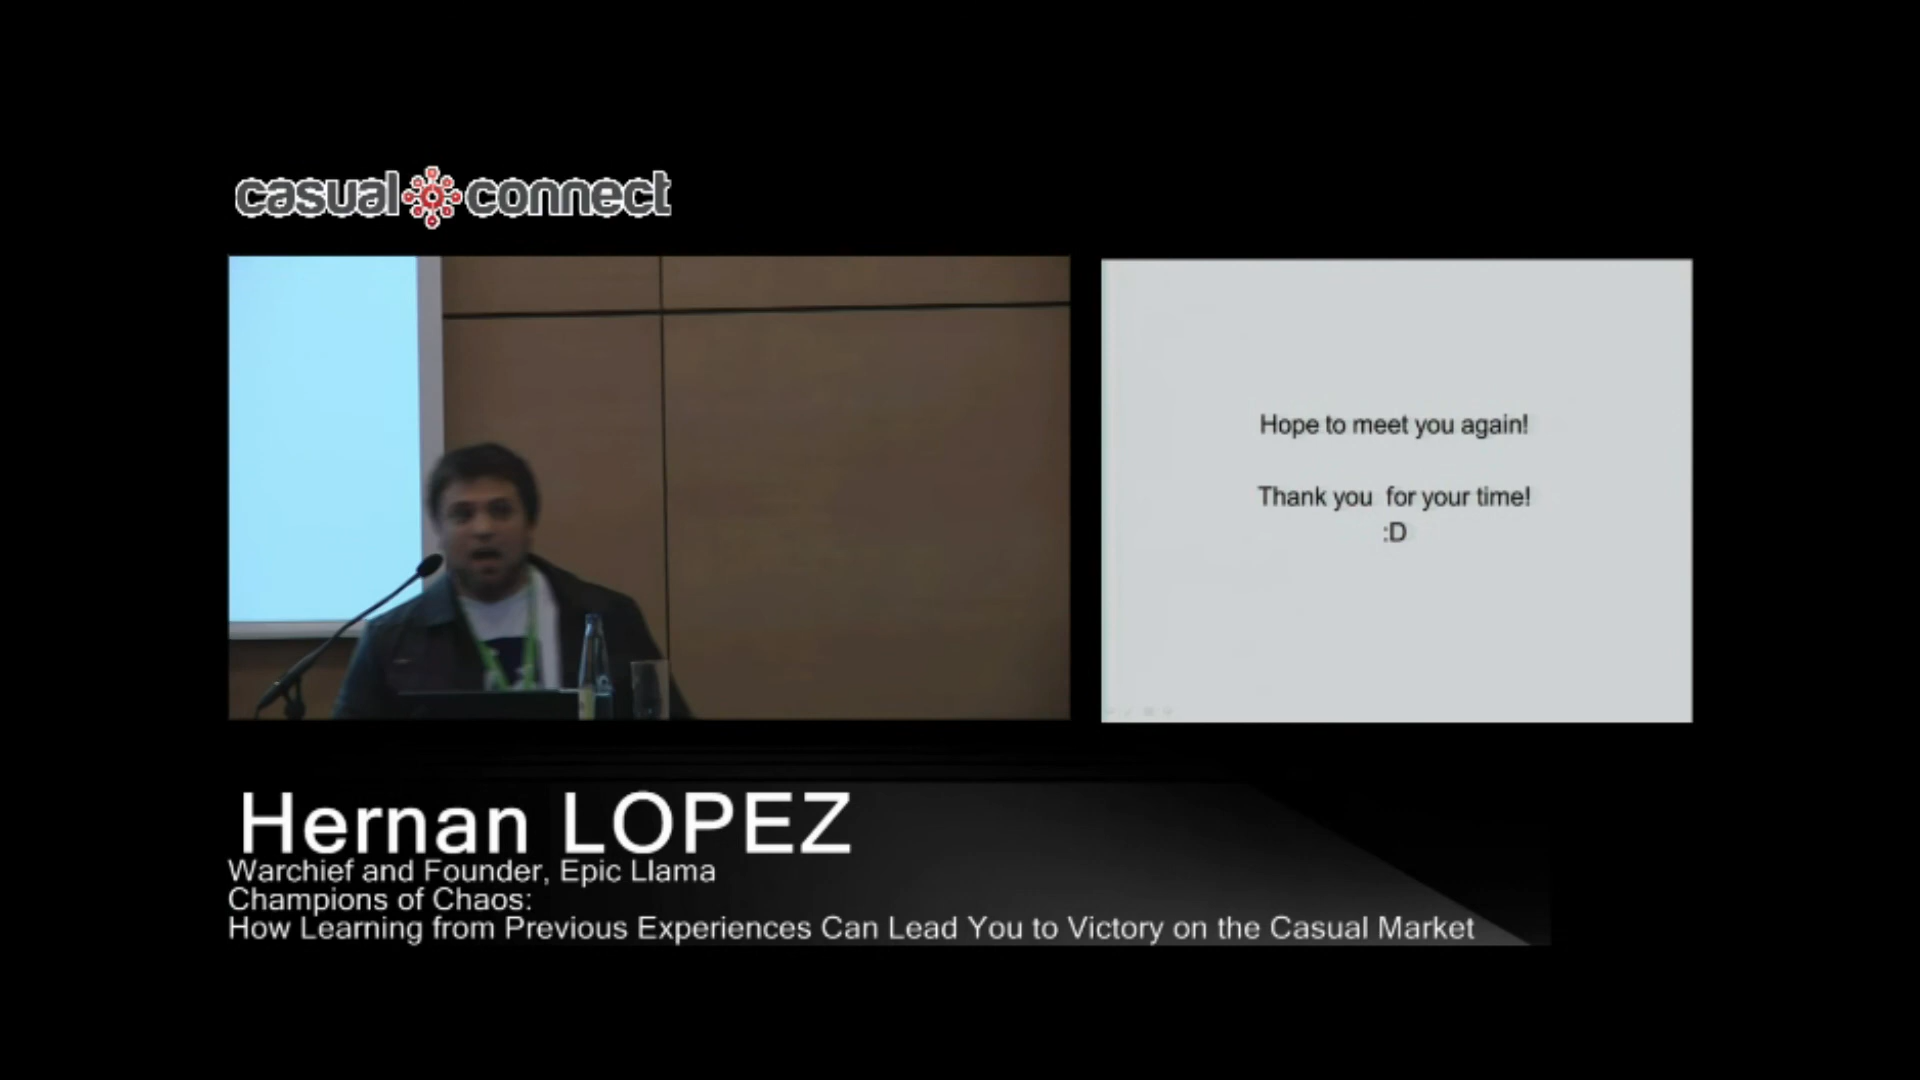 casual connect
Hope to meet you again!
Thank you  for your time!
:D
Hernan LOPEZ
Warchief and Founder, Epic Llama
Champions of Chaos:
How Learning from Previous Experiences Can Lead You to Victory on the Casual Market